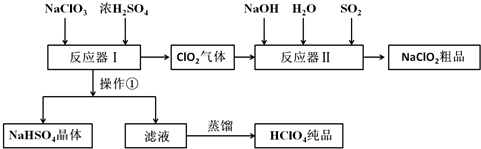 NaClO₃ 浓H₂SO₄ NaOH H₂O SO₂
反应器Ⅰ ClO₂气体 反应器Ⅱ NaClO₂粗品
操作①
NaHSO₄晶体 滤液 蒸馏 HClO₄纯品